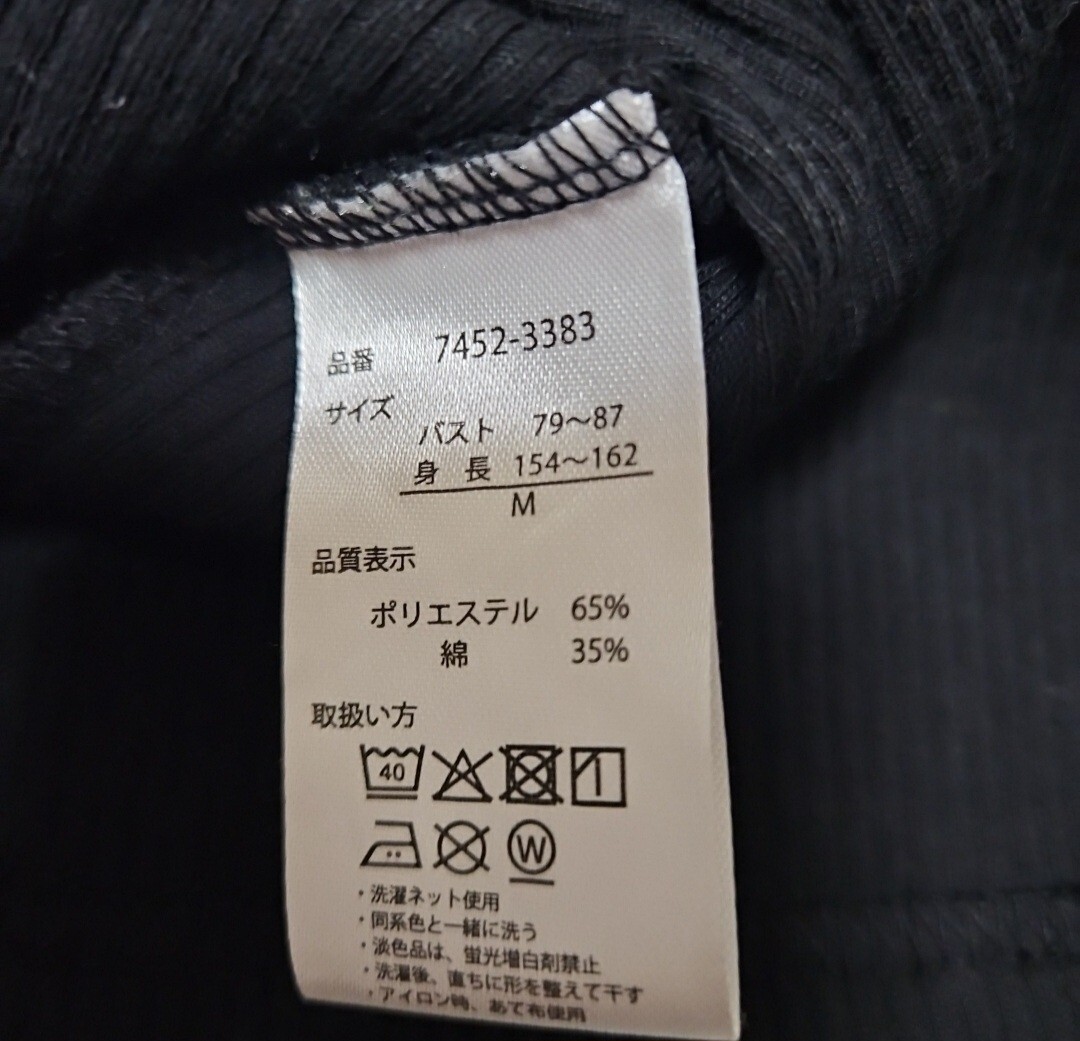 品番 7452-3383
サイズ
バスト 79～87
身 長 154～162
M
品質表示
ポリエステル 65%
綿 35%
取扱い方
40
W
・洗濯ネット使用
・同系色と一緒に洗う
・淡色品は、蛍光増白剤禁止
・洗濯後、直ちに形を整えて干す
・アイロン時、あて布使用